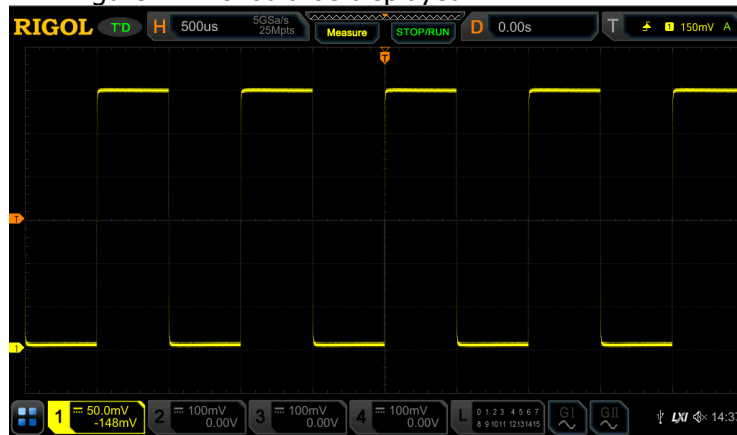 RIGOL T'D H 500us 5GSa/s 25Mpts Measure STOP/RUN D 0.00s T 1 150mV A
T
T
1
1 50.0mV -148mV 2 100mV 0.00V 3 100mV 0.00V 4 100mV 0.00V L 0 1 2 3 4 5 6 7 8 9 10 11 12 13 14 15 GI GII LXI 14:37